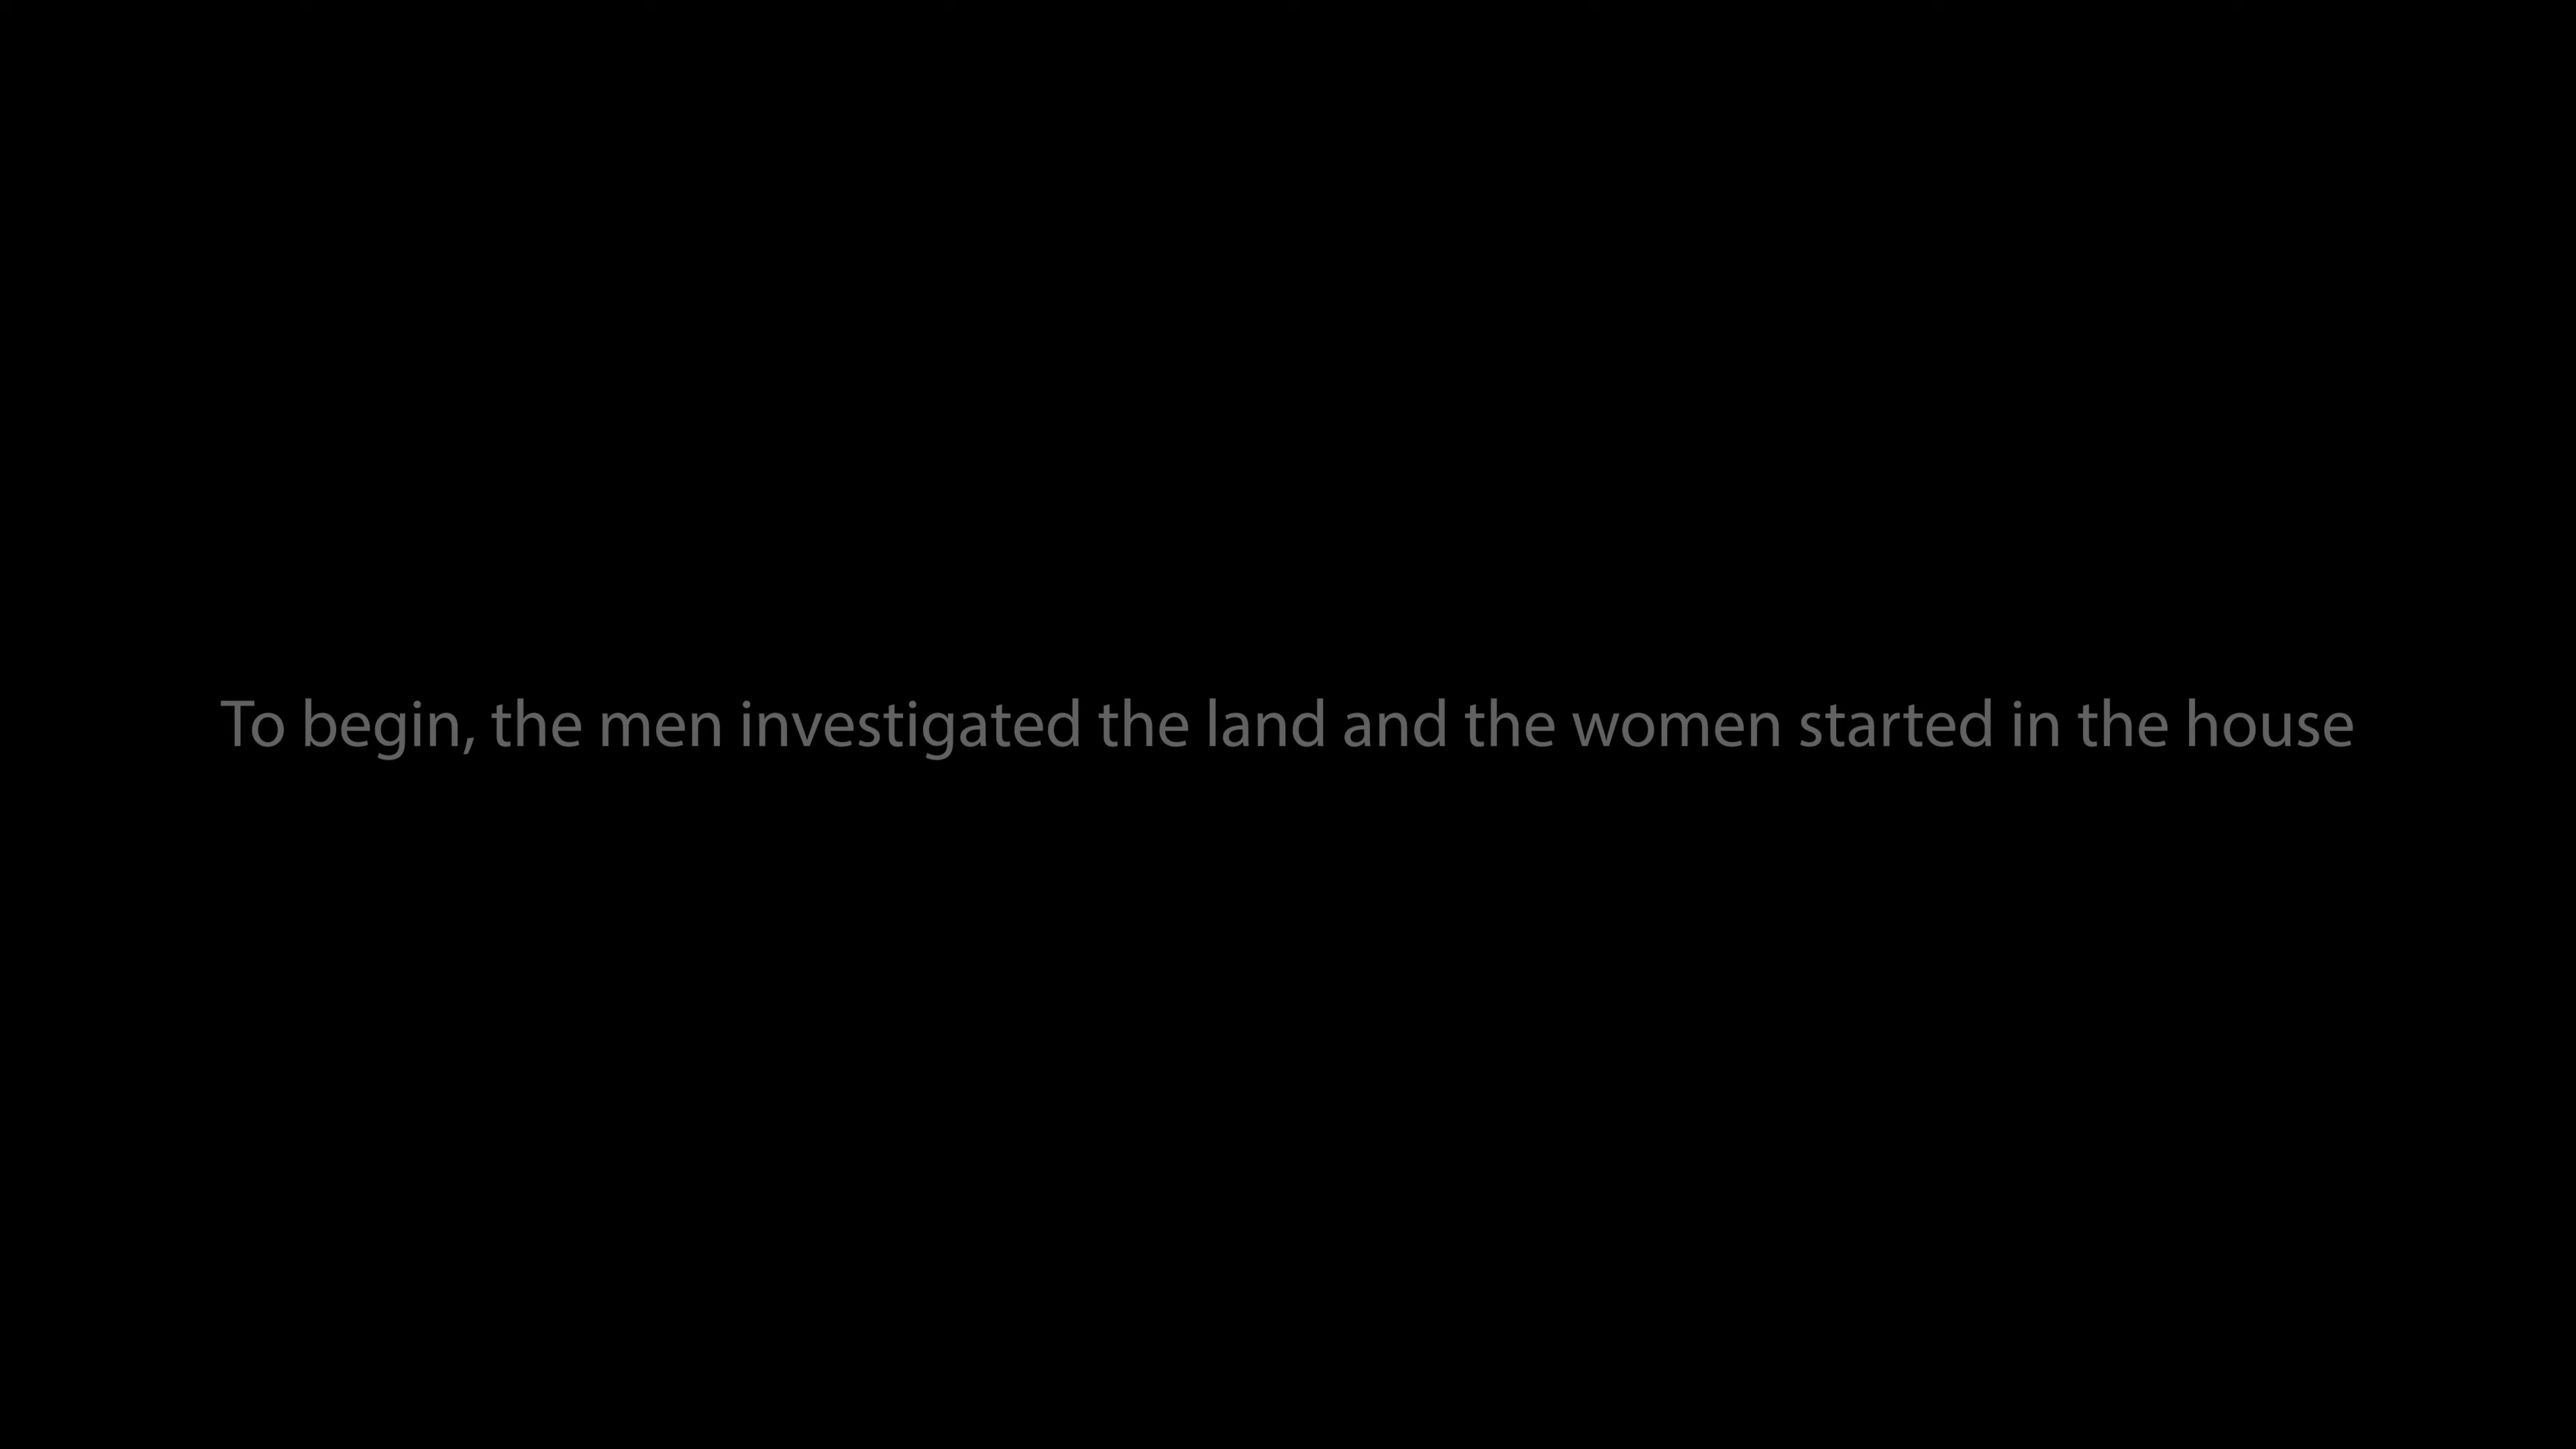 To begin, the men investigated the land and the women started in the house